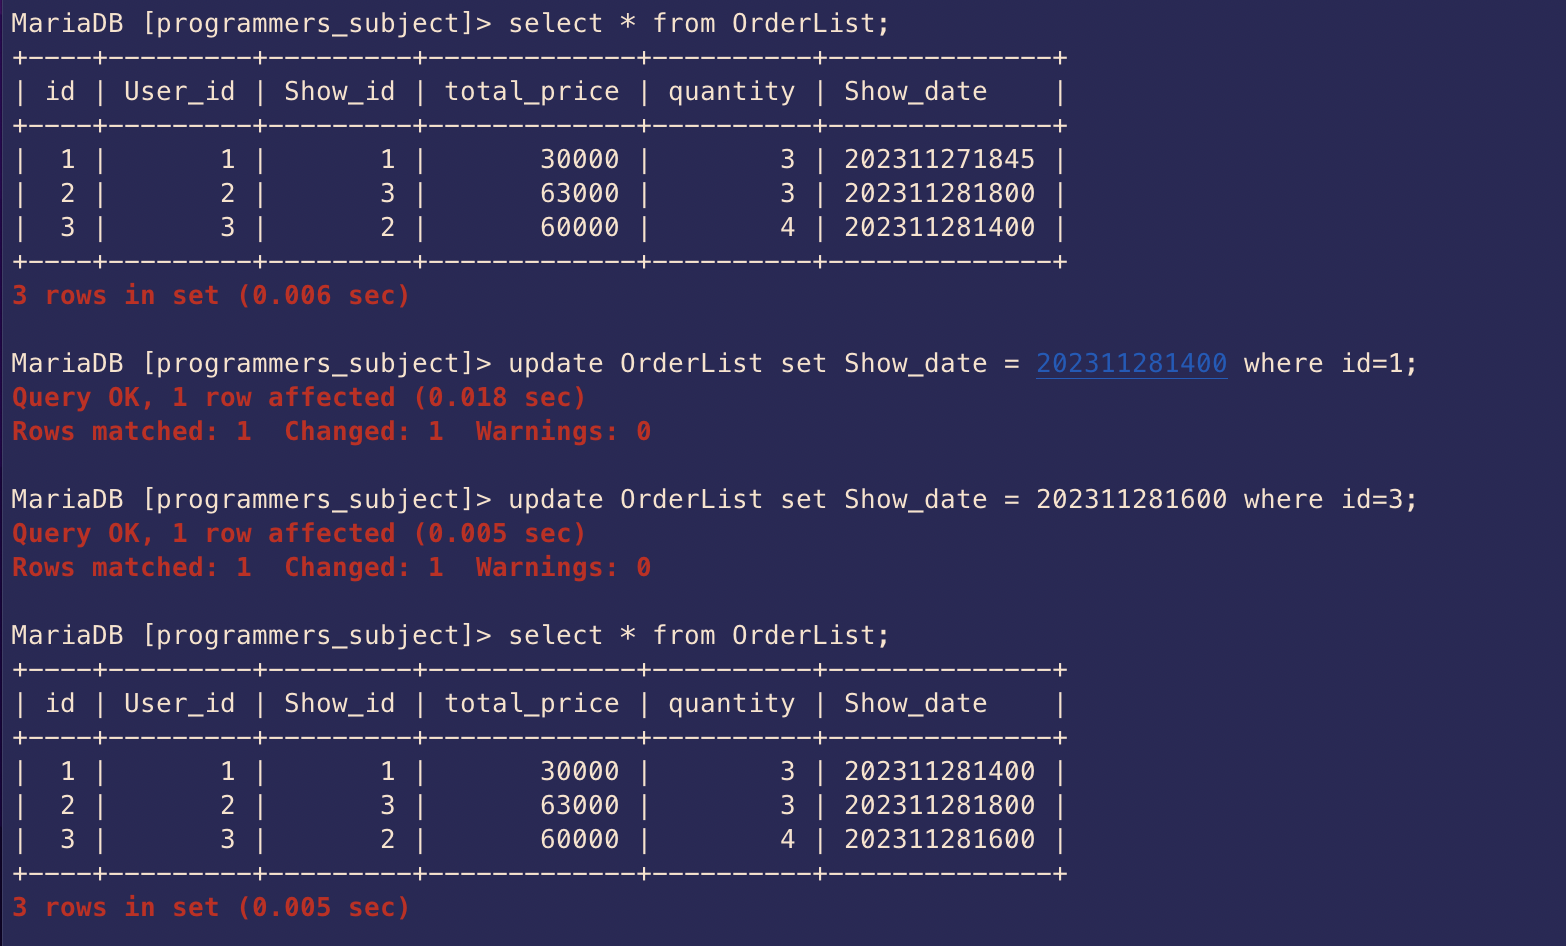 MariaDB [programmers_subject]> select * from OrderList;
+----+---------+---------+-------------+----------+--------------+
| id | User_id | Show_id | total_price | quantity | Show_date    |
+----+---------+---------+-------------+----------+--------------+
|  1 |       1 |       1 |       30000 |        3 | 202311271845 |
|  2 |       2 |       3 |       63000 |        3 | 202311281800 |
|  3 |       3 |       2 |       60000 |        4 | 202311281400 |
+----+---------+---------+-------------+----------+--------------+
3 rows in set (0.006 sec)
MariaDB [programmers_subject]> update OrderList set Show_date = 202311281400 where id=1;
Query OK, 1 row affected (0.018 sec)
Rows matched: 1  Changed: 1  Warnings: 0
MariaDB [programmers_subject]> update OrderList set Show_date = 202311281600 where id=3;
Query OK, 1 row affected (0.005 sec)
Rows matched: 1  Changed: 1  Warnings: 0
MariaDB [programmers_subject]> select * from OrderList;
+----+---------+---------+-------------+----------+--------------+
| id | User_id | Show_id | total_price | quantity | Show_date    |
+----+---------+---------+-------------+----------+--------------+
|  1 |       1 |       1 |       30000 |        3 | 202311281400 |
|  2 |       2 |       3 |       63000 |        3 | 202311281800 |
|  3 |       3 |       2 |       60000 |        4 | 202311281600 |
+----+---------+---------+-------------+----------+--------------+
3 rows in set (0.005 sec)